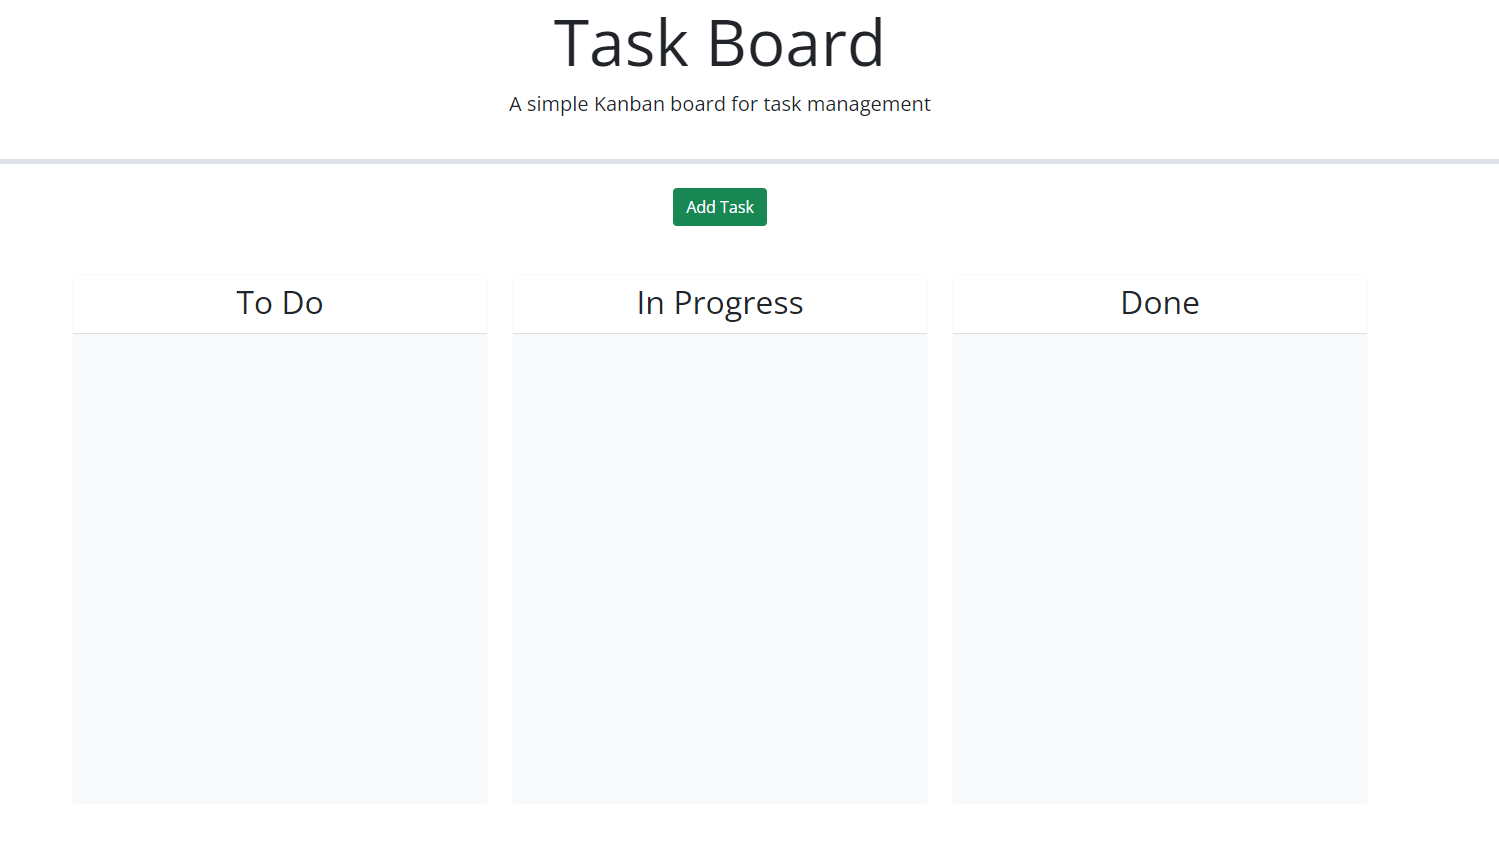 Task Board
A simple Kanban board for task management
Add Task
To Do
In Progress
Done